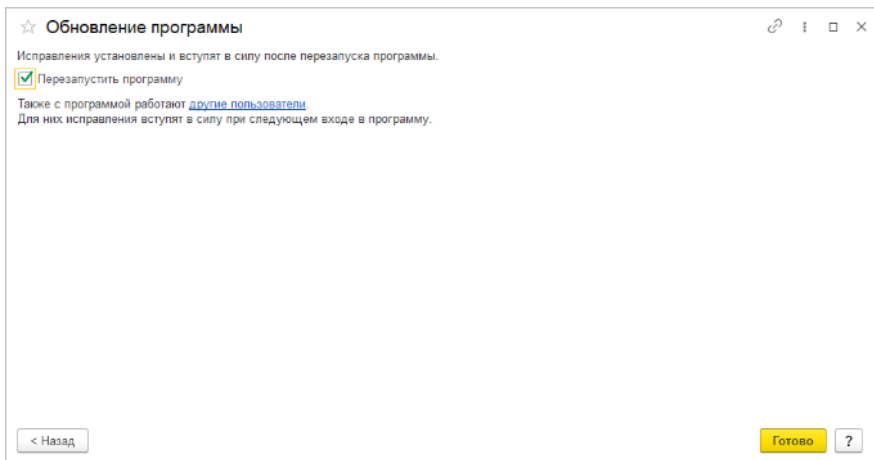 Обновление программы
Исправления установлены и вступят в силу после перезапуска программы.
Перезапустить программу
Также с программой работают другие пользователи.
Для них исправления вступят в силу при следующем входе в программу.
< Назад
Готово
?